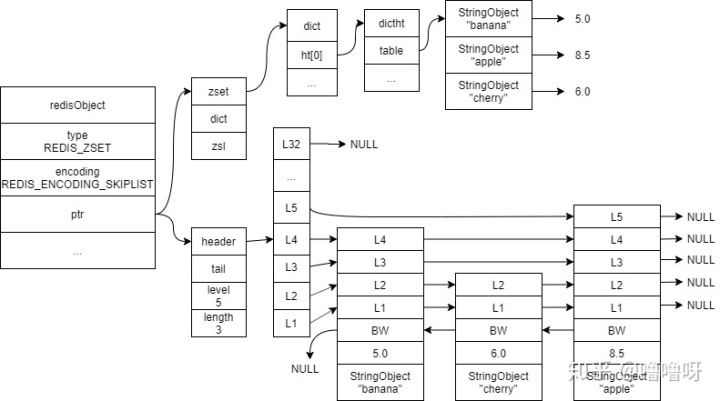 redisObject
type
REDIS_ZSET
encoding
REDIS_ENCODING_SKIPLIST
ptr
...
zset
dict
zsl
dict
ht[0]
...
dictht
table
...
StringObject
"banana"
5.0
StringObject
"apple"
8.5
StringObject
"cherry"
6.0
header
tail
level
5
length
3
L32
NULL
...
L5
L4
L3
L2
L1
NULL
L4
L3
L2
L1
BW
5.0
StringObject
"banana"
L2
L1
BW
6.0
StringObject
"cherry"
L5
NULL
L4
NULL
L3
NULL
L2
NULL
L1
NULL
BW
8.5
StringObject
"apple"
知乎 @噜噜呀